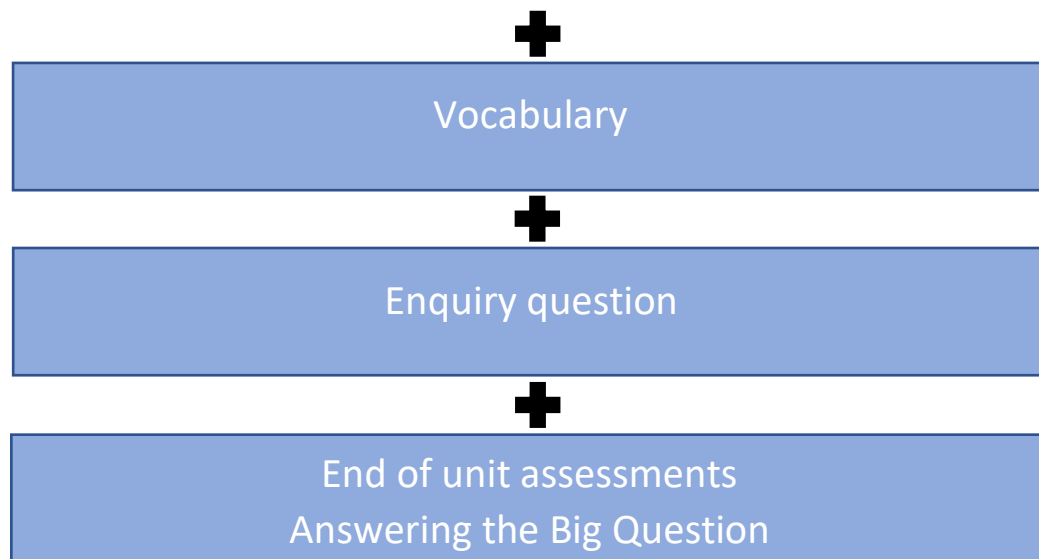 Vocabulary
Enquiry question
End of unit assessments
Answering the Big Question